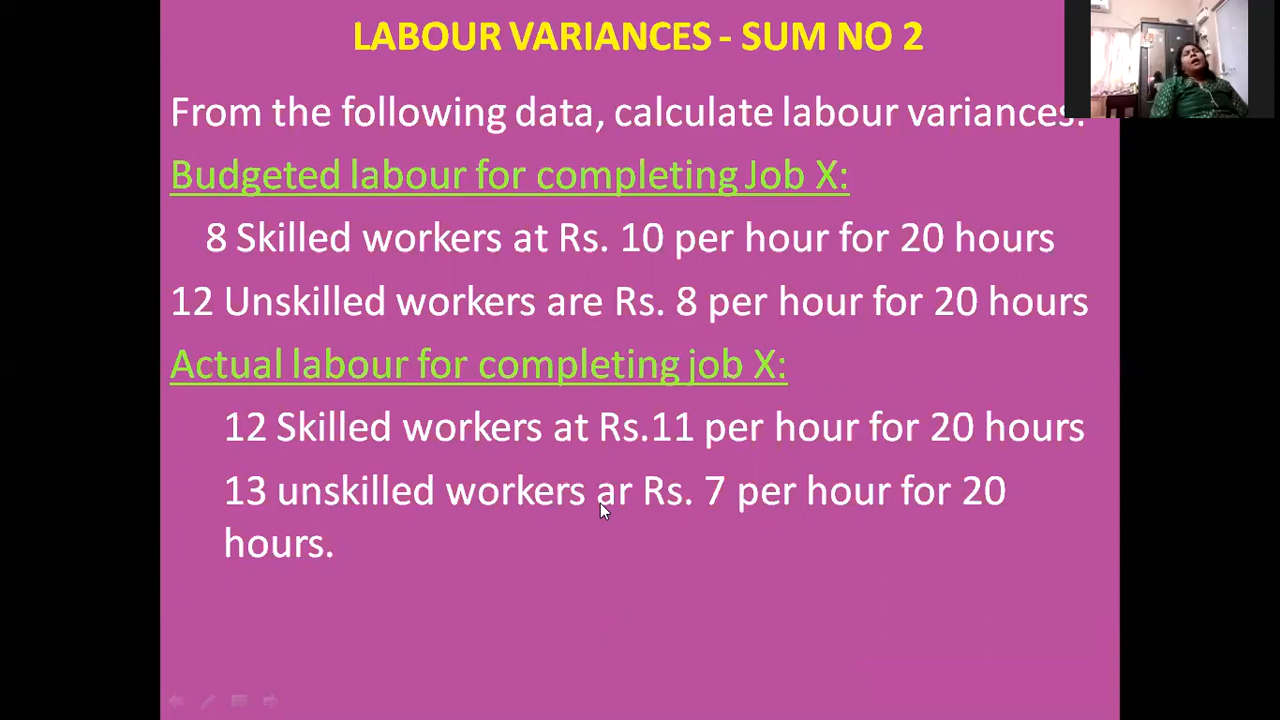 LABOUR VARIANCES - SUM NO 2
From the following data, calculate labour variances.
Budgeted labour for completing Job X:
8 Skilled workers at Rs. 10 per hour for 20 hours
12 Unskilled workers are Rs. 8 per hour for 20 hours
Actual labour for completing job X:
12 Skilled workers at Rs.11 per hour for 20 hours
13 unskilled workers ar Rs. 7 per hour for 20
hours.